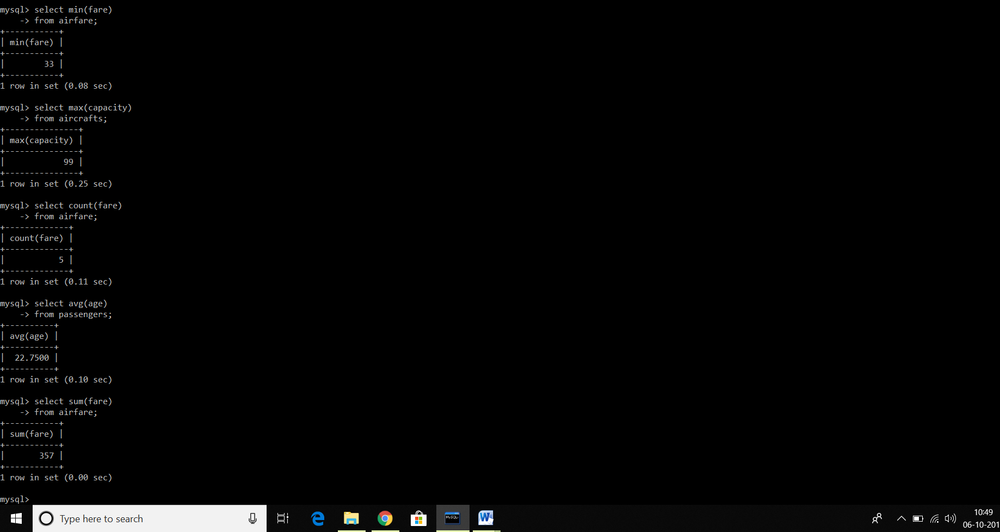 mysql> select min(fare)
    -> from airfare;
+-----------+
| min(fare) |
+-----------+
|        33 |
+-----------+
1 row in set (0.08 sec)

mysql> select max(capacity)
    -> from aircrafts;
+---------------+
| max(capacity) |
+---------------+
|            99 |
+---------------+
1 row in set (0.25 sec)

mysql> select count(fare)
    -> from airfare;
+-------------+
| count(fare) |
+-------------+
|           5 |
+-------------+
1 row in set (0.11 sec)

mysql> select avg(age)
    -> from passengers;
+----------+
| avg(age) |
+----------+
|  22.7500 |
+----------+
1 row in set (0.10 sec)

mysql> select sum(fare)
    -> from airfare;
+-----------+
| sum(fare) |
+-----------+
|       357 |
+-----------+
1 row in set (0.00 sec)

mysql>
Type here to search
MySQL
W
10:49
06-10-201